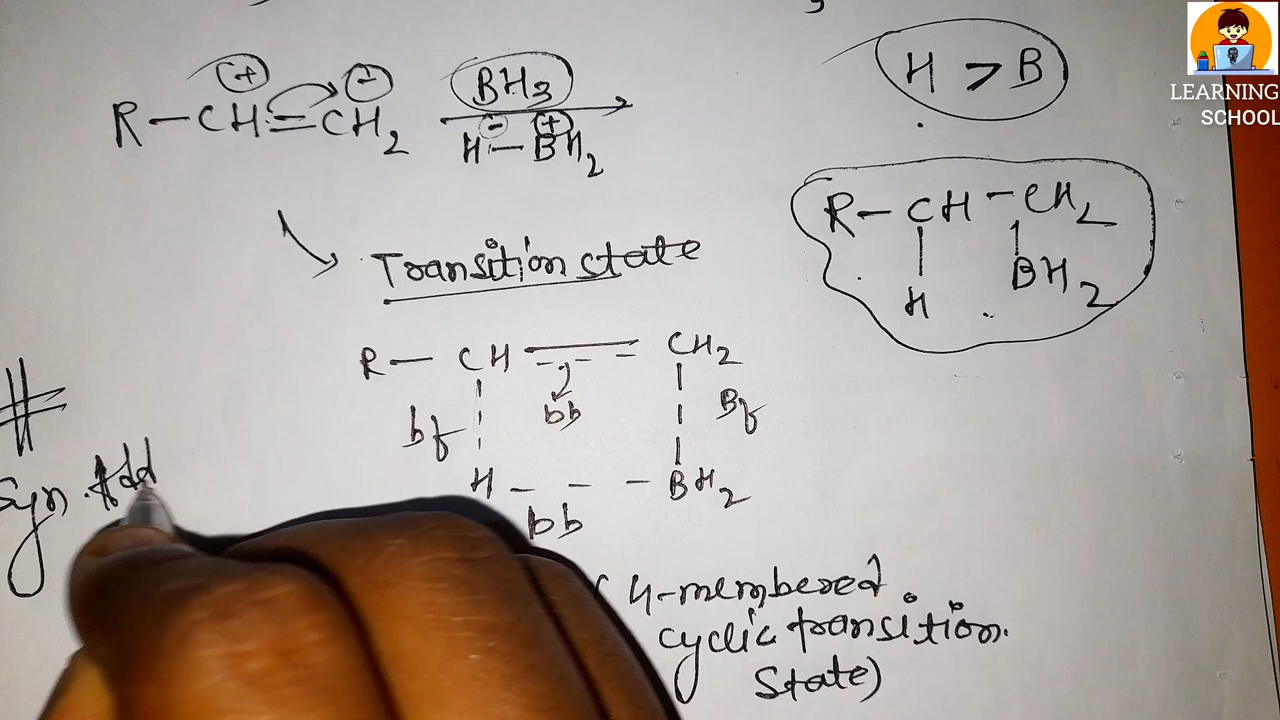 H > B
LEARNING
SCHOOL
(+) (-)
R-CH=CH2
BH3
(-) (+)
H-BH2
R-CH-CH2
H BH2
Transition state
R-CH CH2
bf bb Bf
H - - - BH2
bb
#
Syn. Add
(4-membered
cyclic transition.
State)